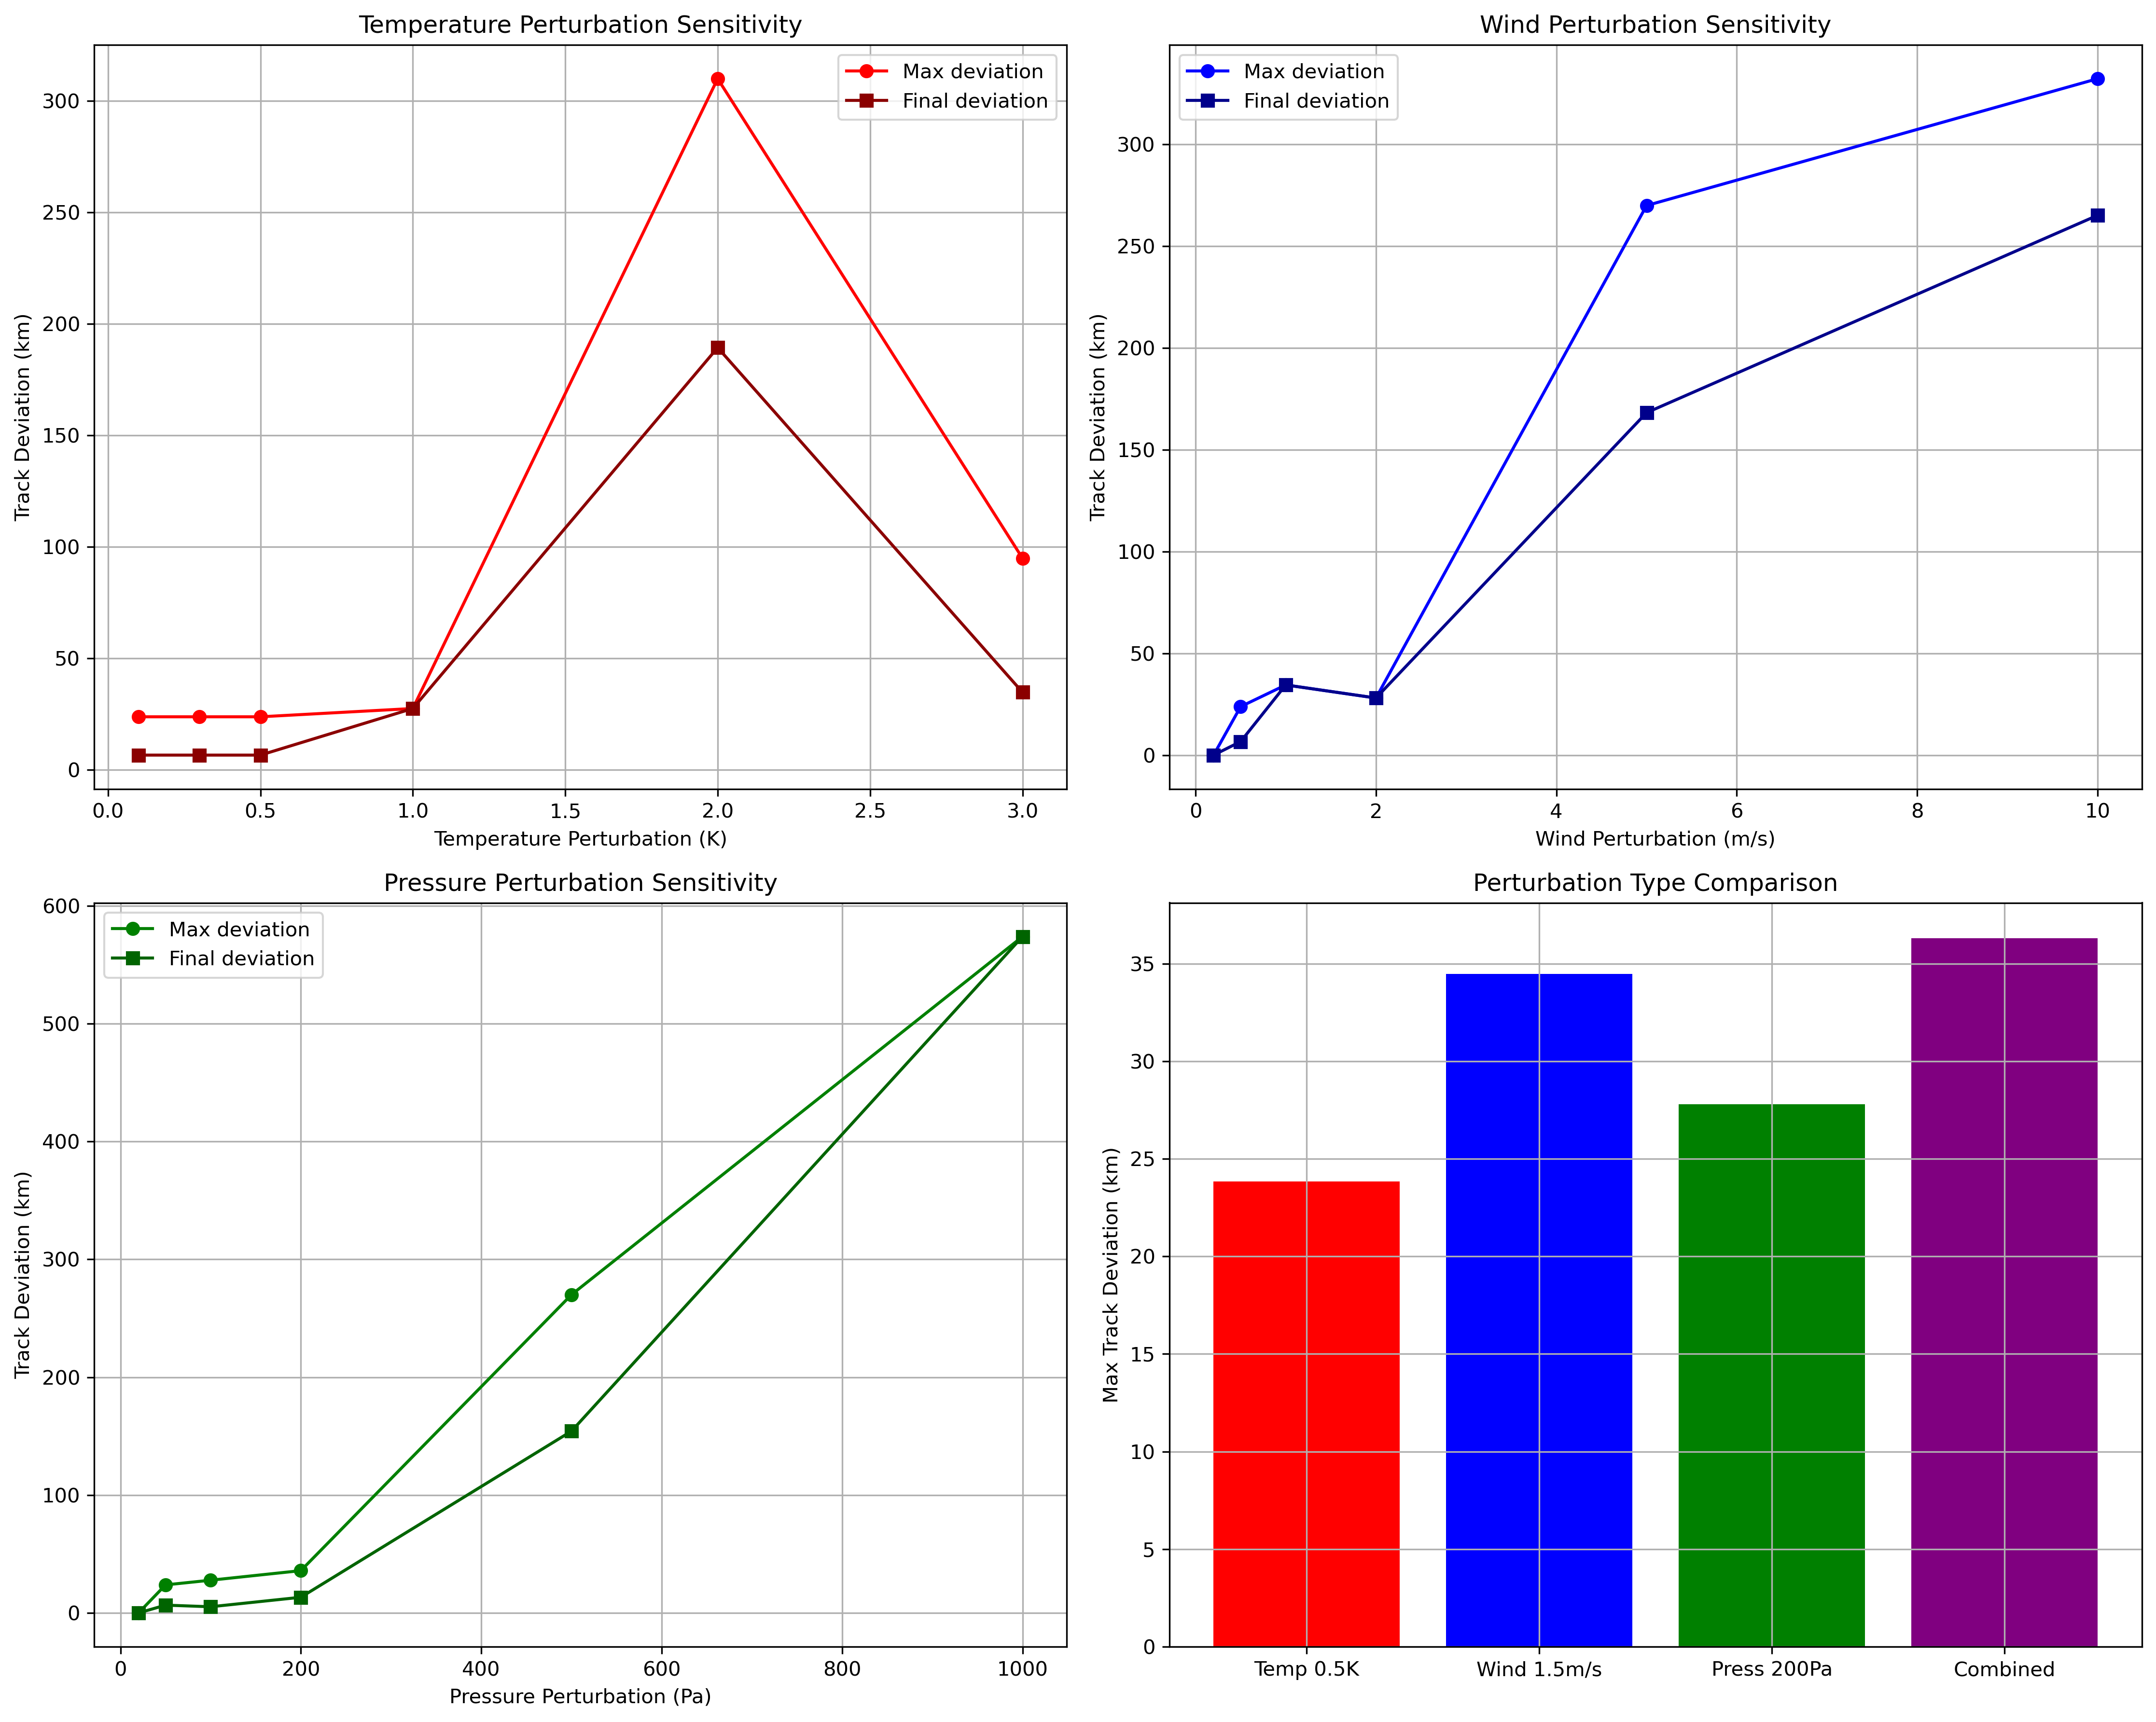 Temperature Perturbation Sensitivity
Max deviation
Final deviation
Track Deviation (km)
300
250
200
150
100
50
0
0.0 0.5 1.0 1.5 2.0 2.5 3.0
Temperature Perturbation (K)
Wind Perturbation Sensitivity
Max deviation
Final deviation
Track Deviation (km)
300
250
200
150
100
50
0
0 2 4 6 8 10
Wind Perturbation (m/s)
Pressure Perturbation Sensitivity
Max deviation
Final deviation
Track Deviation (km)
600
500
400
300
200
100
0
0 200 400 600 800 1000
Pressure Perturbation (Pa)
Perturbation Type Comparison
Max Track Deviation (km)
35
30
25
20
15
10
5
0
Temp 0.5K Wind 1.5m/s Press 200Pa Combined